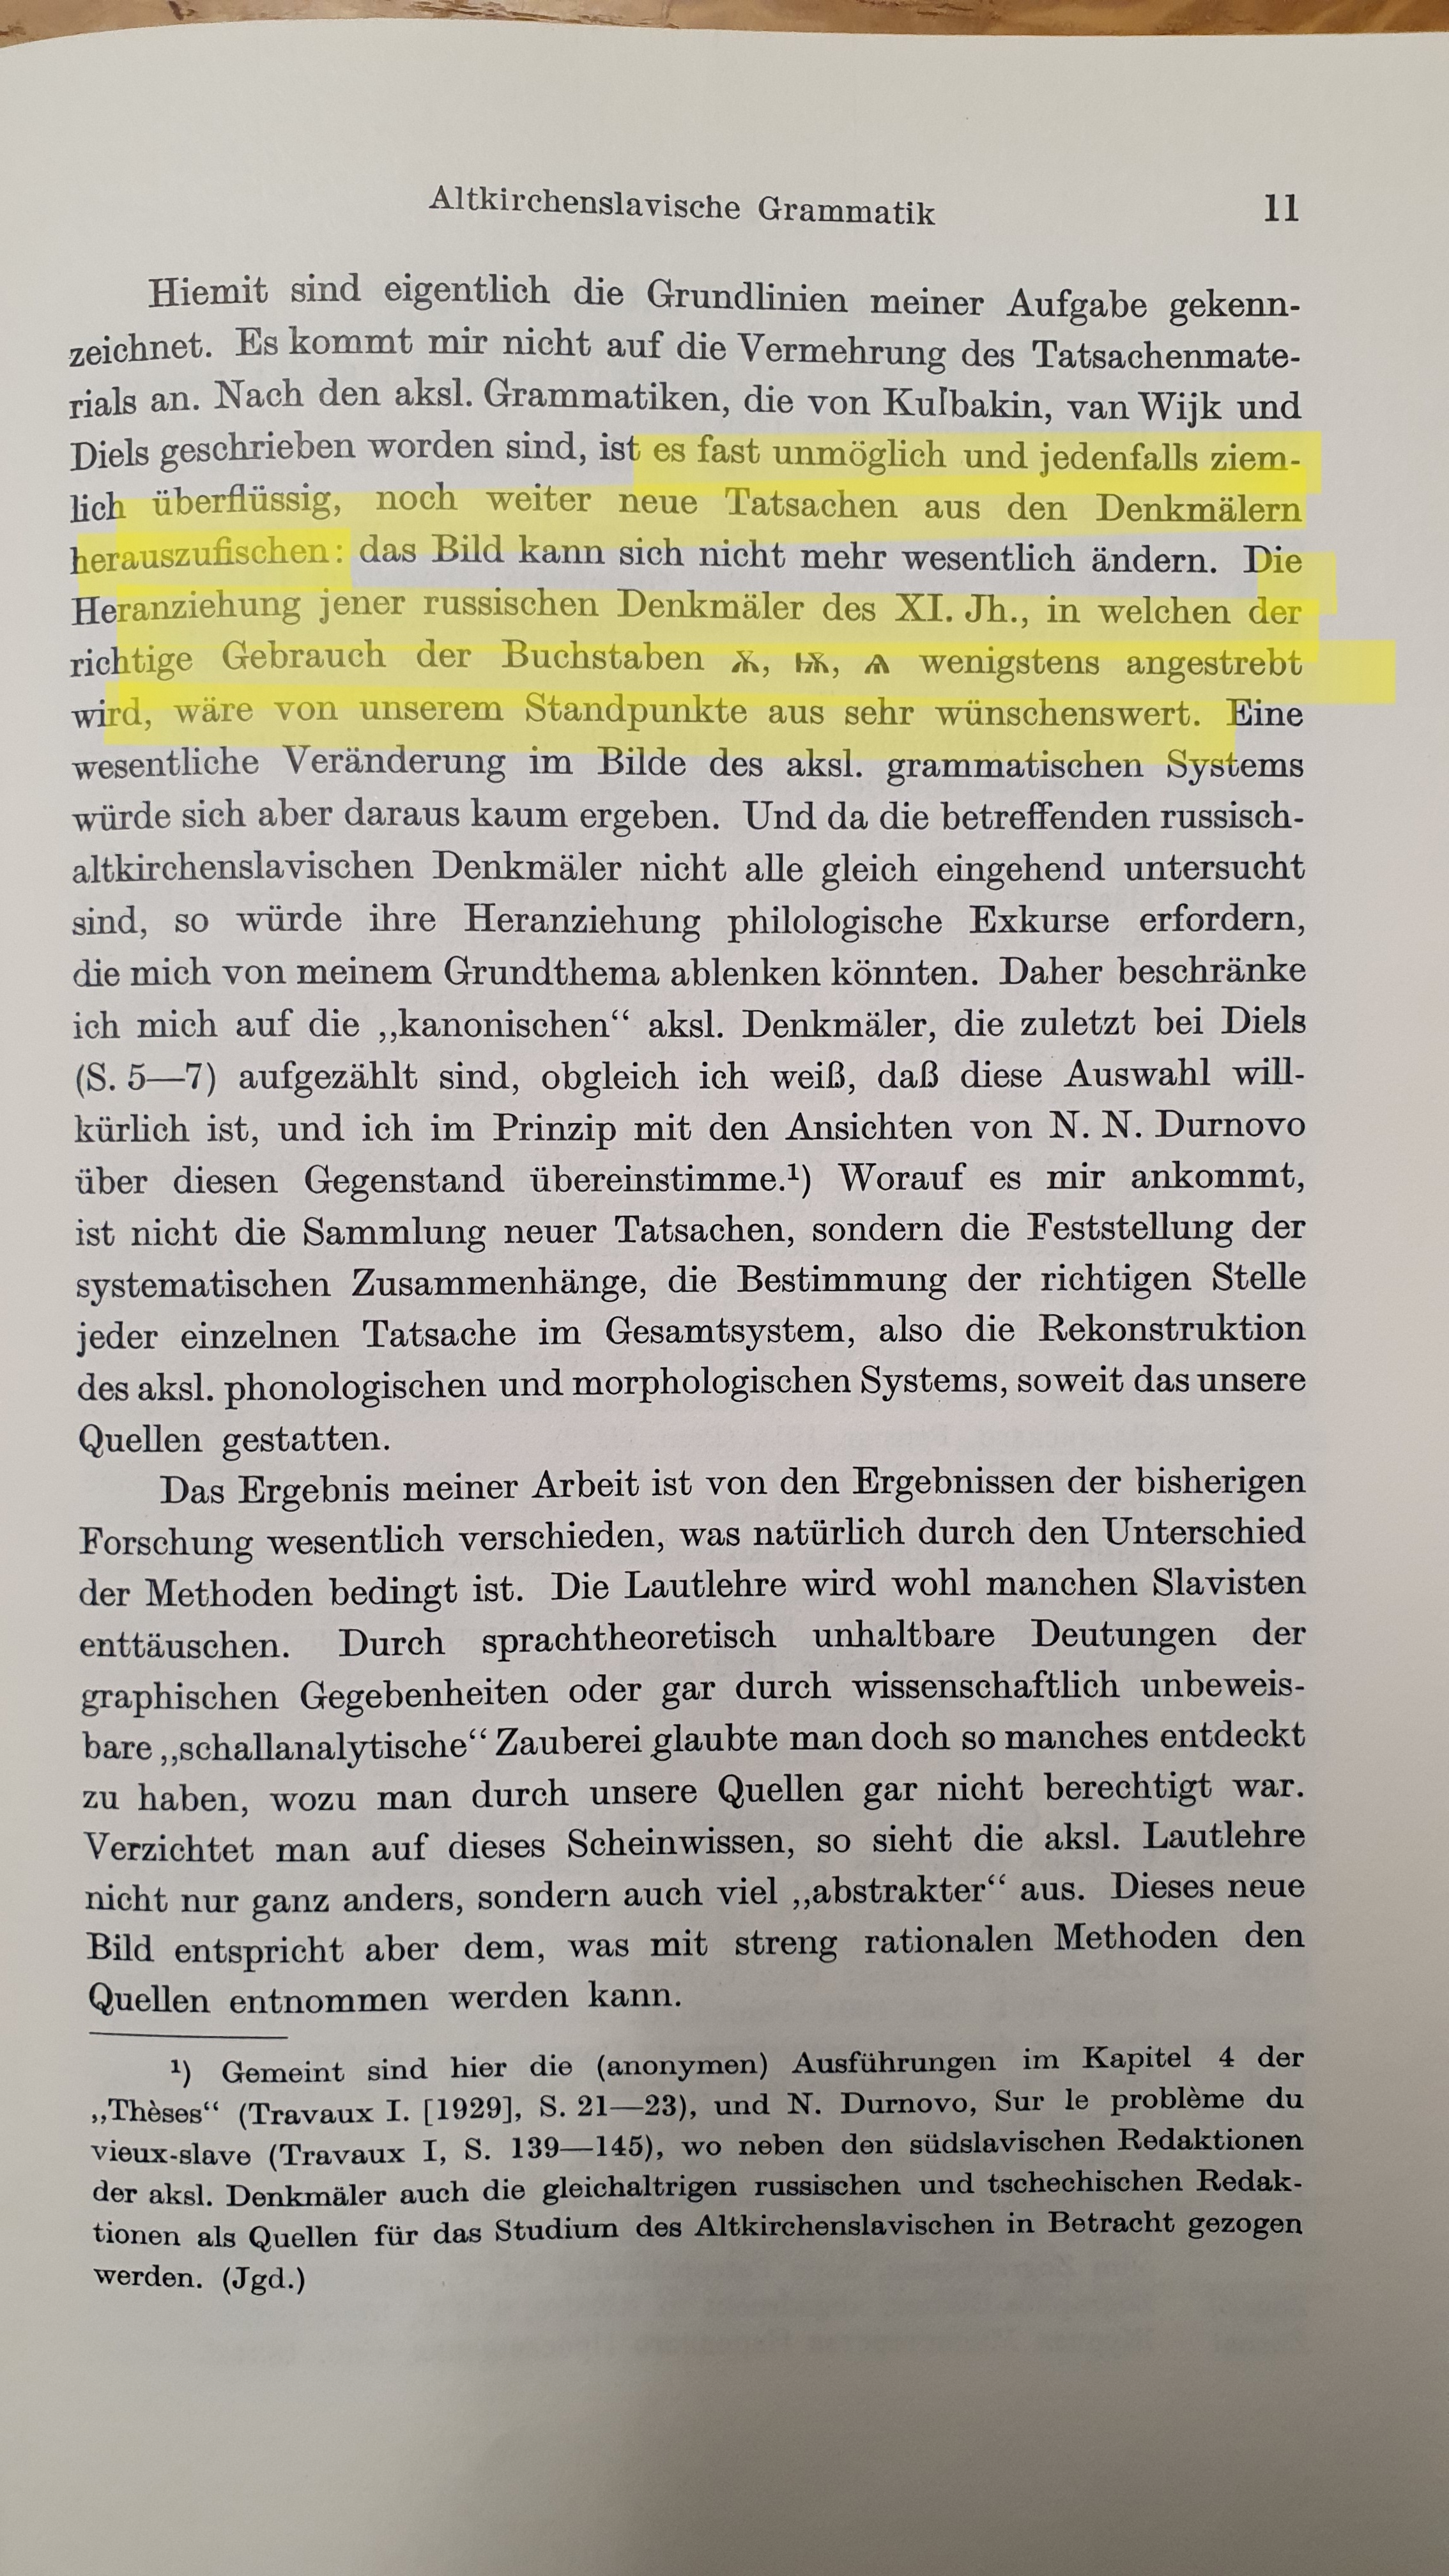 Altkirchenslavische Grammatik 11
Hiemit sind eigentlich die Grundlinien meiner Aufgabe gekenn-
zeichnet. Es kommt mir nicht auf die Vermehrung des Tatsachenmate-
rials an. Nach den aksl. Grammatiken, die von Kuľbakin, van Wijk und
Diels geschrieben worden sind, ist es fast unmöglich und jedenfalls ziem-
lich überflüssig, noch weiter neue Tatsachen aus den Denkmälern
herauszufischen: das Bild kann sich nicht mehr wesentlich ändern. Die
Heranziehung jener russischen Denkmäler des XI. Jh., in welchen der
richtige Gebrauch der Buchstaben ѫ, ѭ, ѧ wenigstens angestrebt
wird, wäre von unserem Standpunkte aus sehr wünschenswert. Eine
wesentliche Veränderung im Bilde des aksl. grammatischen Systems
würde sich aber daraus kaum ergeben. Und da die betreffenden russisch-
altkirchenslavischen Denkmäler nicht alle gleich eingehend untersucht
sind, so würde ihre Heranziehung philologische Exkurse erfordern,
die mich von meinem Grundthema ablenken könnten. Daher beschränke
ich mich auf die „kanonischen“ aksl. Denkmäler, die zuletzt bei Diels
(S. 5—7) aufgezählt sind, obgleich ich weiß, daß diese Auswahl will-
kürlich ist, und ich im Prinzip mit den Ansichten von N. N. Durnovo
über diesen Gegenstand übereinstimme.¹) Worauf es mir ankommt,
ist nicht die Sammlung neuer Tatsachen, sondern die Feststellung der
systematischen Zusammenhänge, die Bestimmung der richtigen Stelle
jeder einzelnen Tatsache im Gesamtsystem, also die Rekonstruktion
des aksl. phonologischen und morphologischen Systems, soweit das unsere
Quellen gestatten.
Das Ergebnis meiner Arbeit ist von den Ergebnissen der bisherigen
Forschung wesentlich verschieden, was natürlich durch den Unterschied
der Methoden bedingt ist. Die Lautlehre wird wohl manchen Slavisten
enttäuschen. Durch sprachtheoretisch unhaltbare Deutungen der
graphischen Gegebenheiten oder gar durch wissenschaftlich unbeweis-
bare „schallanalytische“ Zauberei glaubte man doch so manches entdeckt
zu haben, wozu man durch unsere Quellen gar nicht berechtigt war.
Verzichtet man auf dieses Scheinwissen, so sieht die aksl. Lautlehre
nicht nur ganz anders, sondern auch viel „abstrakter“ aus. Dieses neue
Bild entspricht aber dem, was mit streng rationalen Methoden den
Quellen entnommen werden kann.
¹) Gemeint sind hier die (anonymen) Ausführungen im Kapitel 4 der
„Thèses“ (Travaux I. [1929], S. 21—23), und N. Durnovo, Sur le problème du
vieux-slave (Travaux I, S. 139—145), wo neben den südslavischen Redaktionen
der aksl. Denkmäler auch die gleichaltrigen russischen und tschechischen Redak-
tionen als Quellen für das Studium des Altkirchenslavischen in Betracht gezogen
werden. (Jgd.)